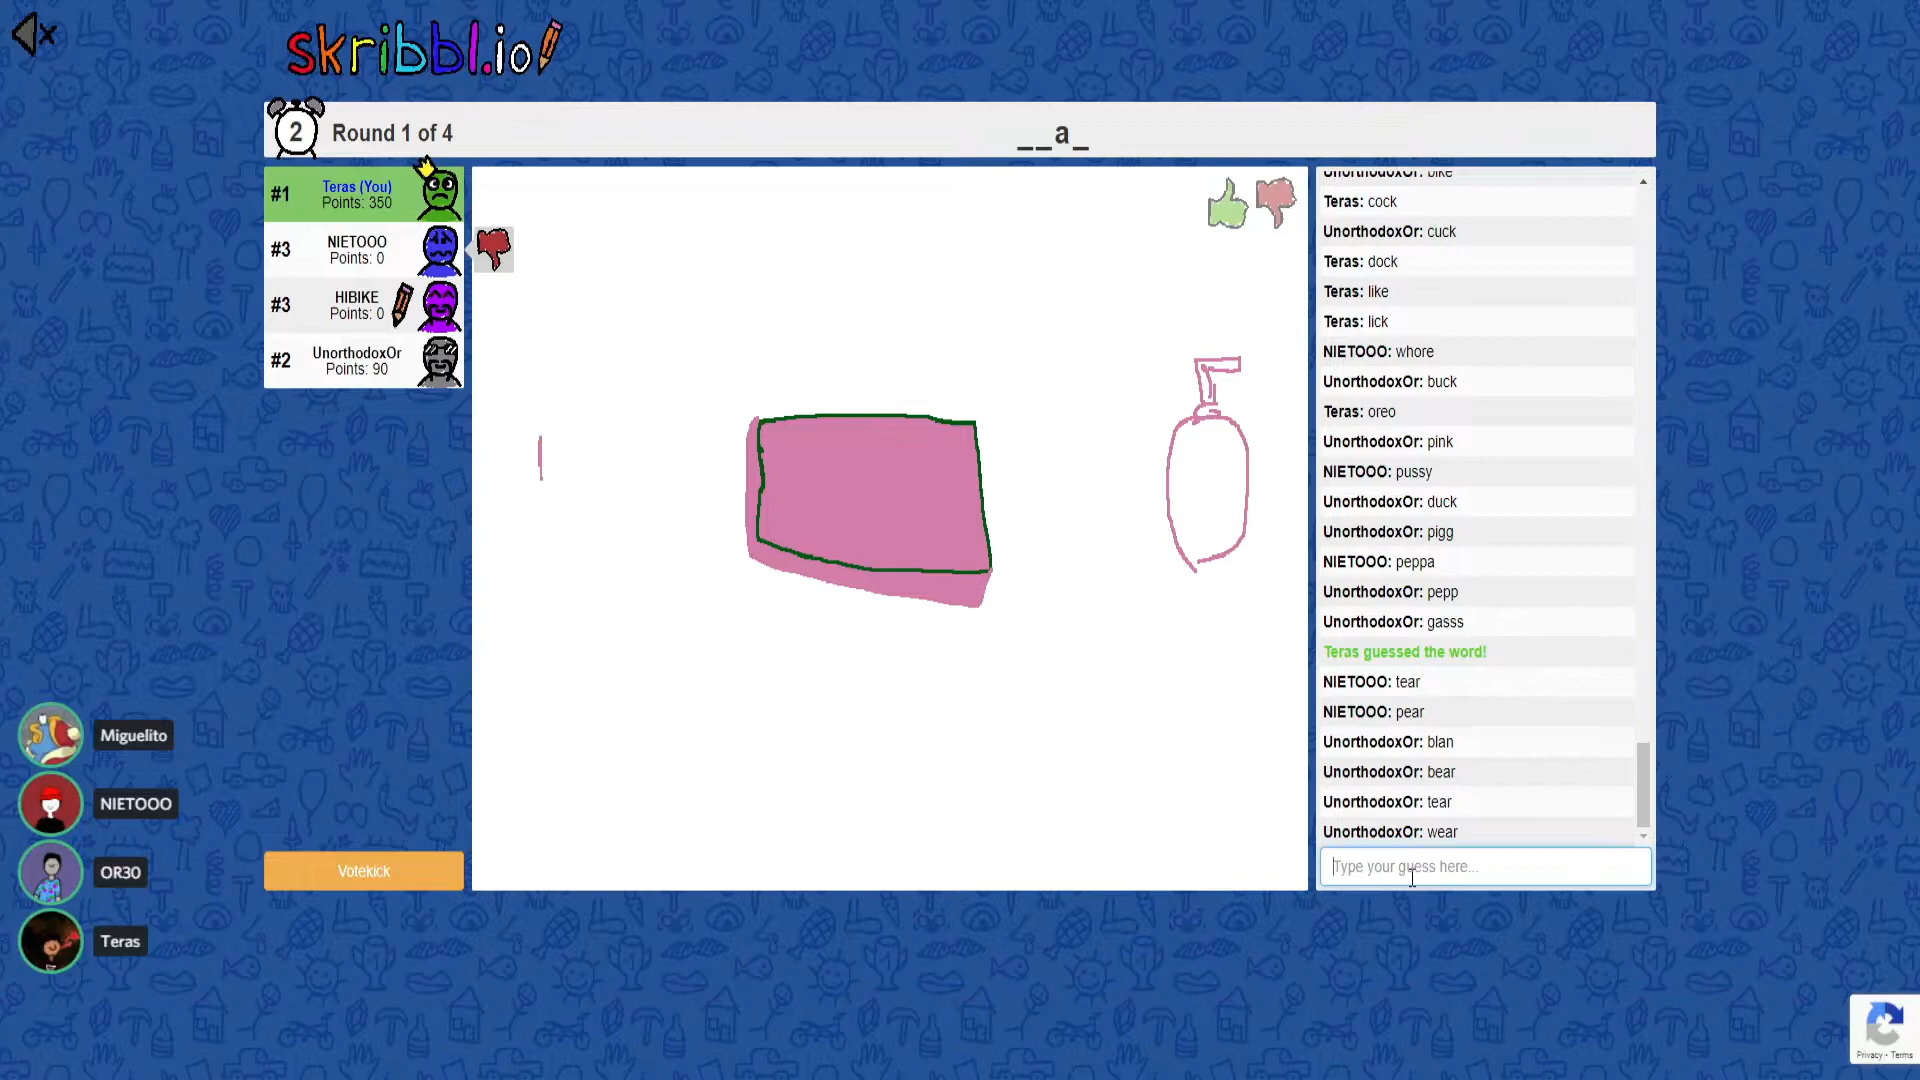 skribbl.io
2
Round 1 of 4
__a_
#1
Teras (You)
Points: 350
#3
NIETOOO
Points: 0
#3
HIBIKE
Points: 0
#2
UnorthodoxOr
Points: 90
Votekick
UnorthodoxOr: bike
Teras: cock
UnorthodoxOr: cuck
Teras: dock
Teras: like
Teras: lick
NIETOOO: whore
UnorthodoxOr: buck
Teras: oreo
UnorthodoxOr: pink
NIETOOO: pussy
UnorthodoxOr: duck
UnorthodoxOr: pigg
NIETOOO: peppa
UnorthodoxOr: pepp
UnorthodoxOr: gasss
Teras guessed the word!
NIETOOO: tear
NIETOOO: pear
UnorthodoxOr: blan
UnorthodoxOr: bear
UnorthodoxOr: tear
UnorthodoxOr: wear
Type your guess here...
Miguelito
NIETOOO
OR30
Teras
Privacy - Terms